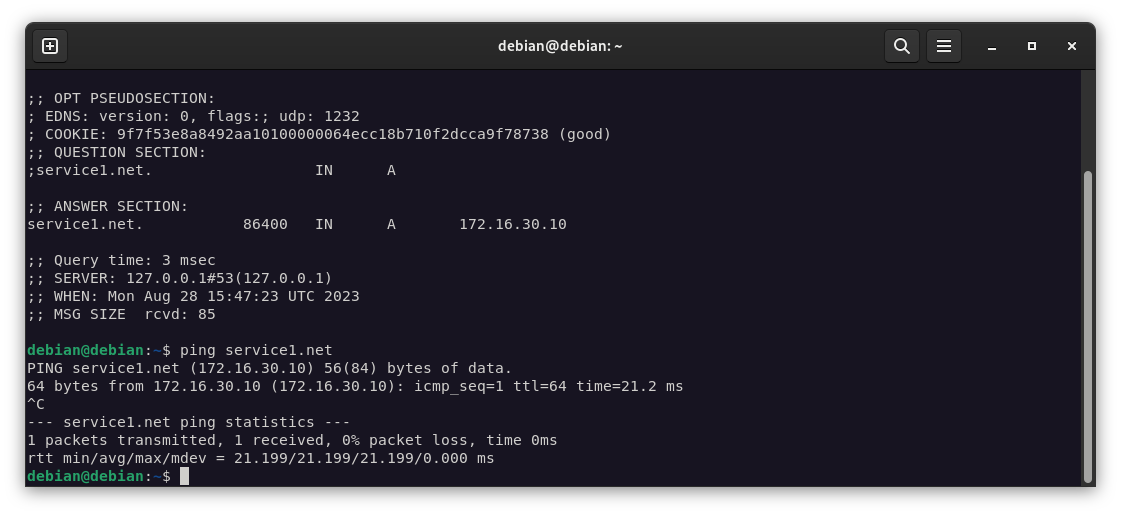 debian@debian: ~
;; OPT PSEUDOSECTION:
; EDNS: version: 0, flags:; udp: 1232
; COOKIE: 9f7f53e8a8492aa10100000064ecc18b710f2dcca9f78738 (good)
;; QUESTION SECTION:
;service1.net.                  IN      A
;; ANSWER SECTION:
service1.net.           86400   IN      A       172.16.30.10
;; Query time: 3 msec
;; SERVER: 127.0.0.1#53(127.0.0.1)
;; WHEN: Mon Aug 28 15:47:23 UTC 2023
;; MSG SIZE  rcvd: 85
debian@debian:~$ ping service1.net
PING service1.net (172.16.30.10) 56(84) bytes of data.
64 bytes from 172.16.30.10 (172.16.30.10): icmp_seq=1 ttl=64 time=21.2 ms
^C
--- service1.net ping statistics ---
1 packets transmitted, 1 received, 0% packet loss, time 0ms
rtt min/avg/max/mdev = 21.199/21.199/21.199/0.000 ms
debian@debian:~$